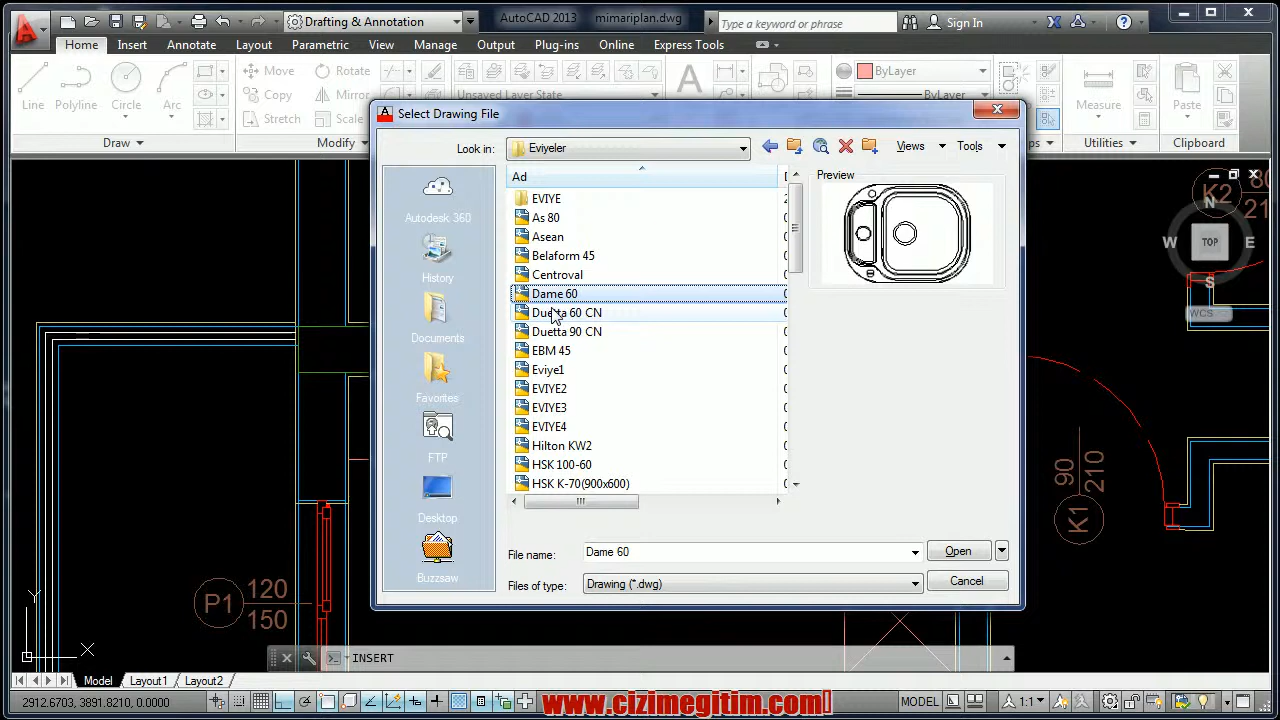 Drafting & Annotation
AutoCAD 2013
mimariplan.dwg
Type a keyword or phrase
Sign In
Home
Insert
Annotate
Layout
Parametric
View
Manage
Output
Plug-ins
Online
Express Tools
Move
Rotate
ByLayer
Line
Polyline
Circle
Arc
Copy
Mirror
Unsaved Layer State
ByLayer
Measure
Paste
Stretch
Scale
Draw
Modify
Utilities
Clipboard
Select Drawing File
Look in:
Eviyeler
Views
Tools
Autodesk 360
History
Documents
Favorites
FTP
Desktop
Buzzsaw
Ad
EVIYE
As 80
Asean
Belaform 45
Centroval
Dame 60
Duetta 60 CN
Duetta 90 CN
EBM 45
Eviye1
EVIYE2
EVIYE3
EVIYE4
Hilton KW2
HSK 100-60
HSK K-70(900x600)
Preview
File name:
Dame 60
Open
Files of type:
Drawing (*.dwg)
Cancel
K2
80
N
W
TOP
E
S
WCS
K1
90
210
P1
120
150
Y
X
INSERT
Model
Layout1
Layout2
2912.6703, 3891.8210, 0.0000
www.cizimegitim.com
MODEL
1:1